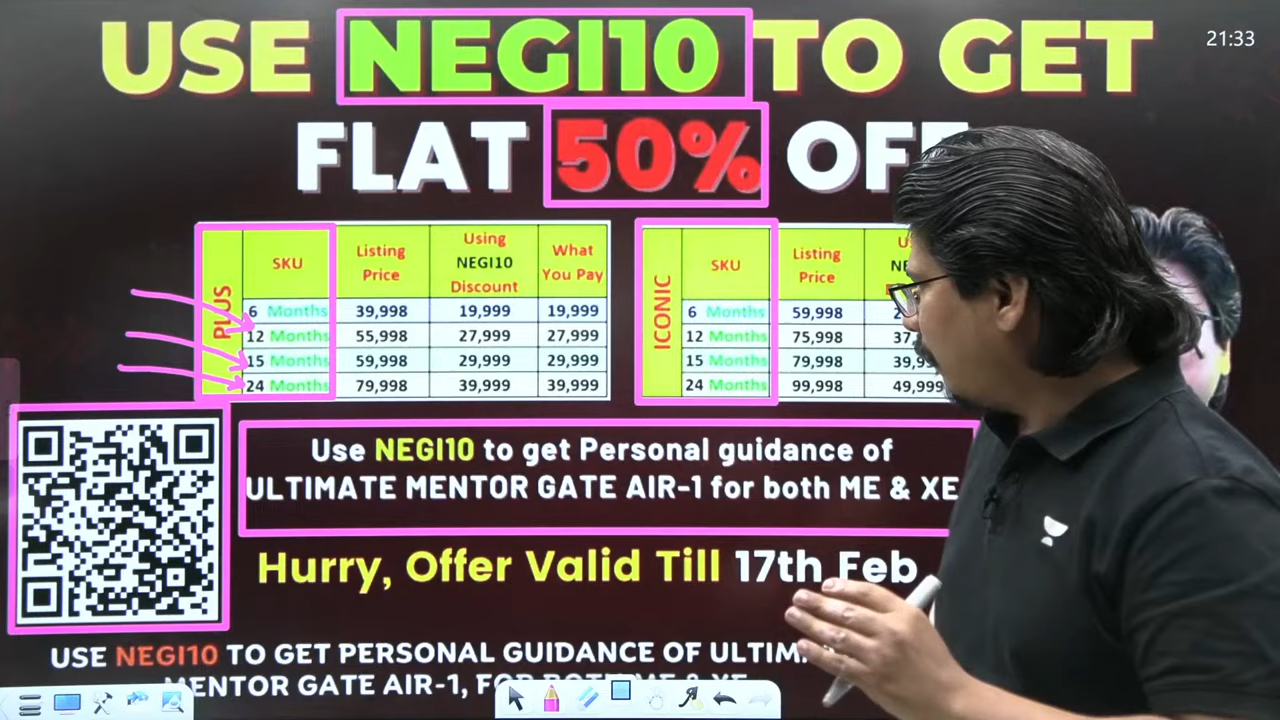 USE NEGI10 TO GET
21:33
FLAT 50%
PLUS
SKU Listing Price Using NEGI10 Discount What You Pay
6 Months 39,998 19,999 19,999
12 Months 55,998 27,999 27,999
15 Months 59,998 29,999 29,999
24 Months 79,998 39,999 39,999
ICONIC
SKU Listing Price
6 Months 59,998
12 Months 75,998
15 Months 79,998
24 Months 99,998 49,999
Use NEGI10 to get Personal guidance of
ULTIMATE MENTOR GATE AIR-1 for both ME & XE
Hurry, Offer Valid Till 17th Feb
USE NEGI10 TO GET PERSONAL GUIDANCE OF
MENTOR GATE AIR-1,